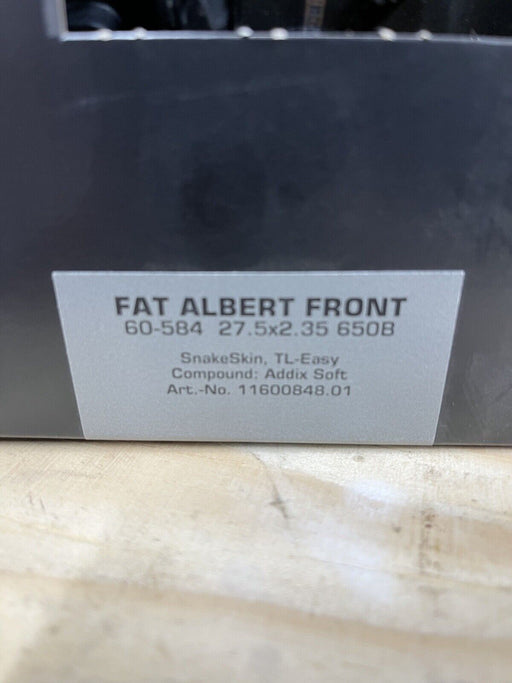 FAT ALBERT FRONT
60-584 27.5x2.35 650B
SnakeSkin, TL-Easy
Compound: Addix Soft
Art.-No. 11600848.01